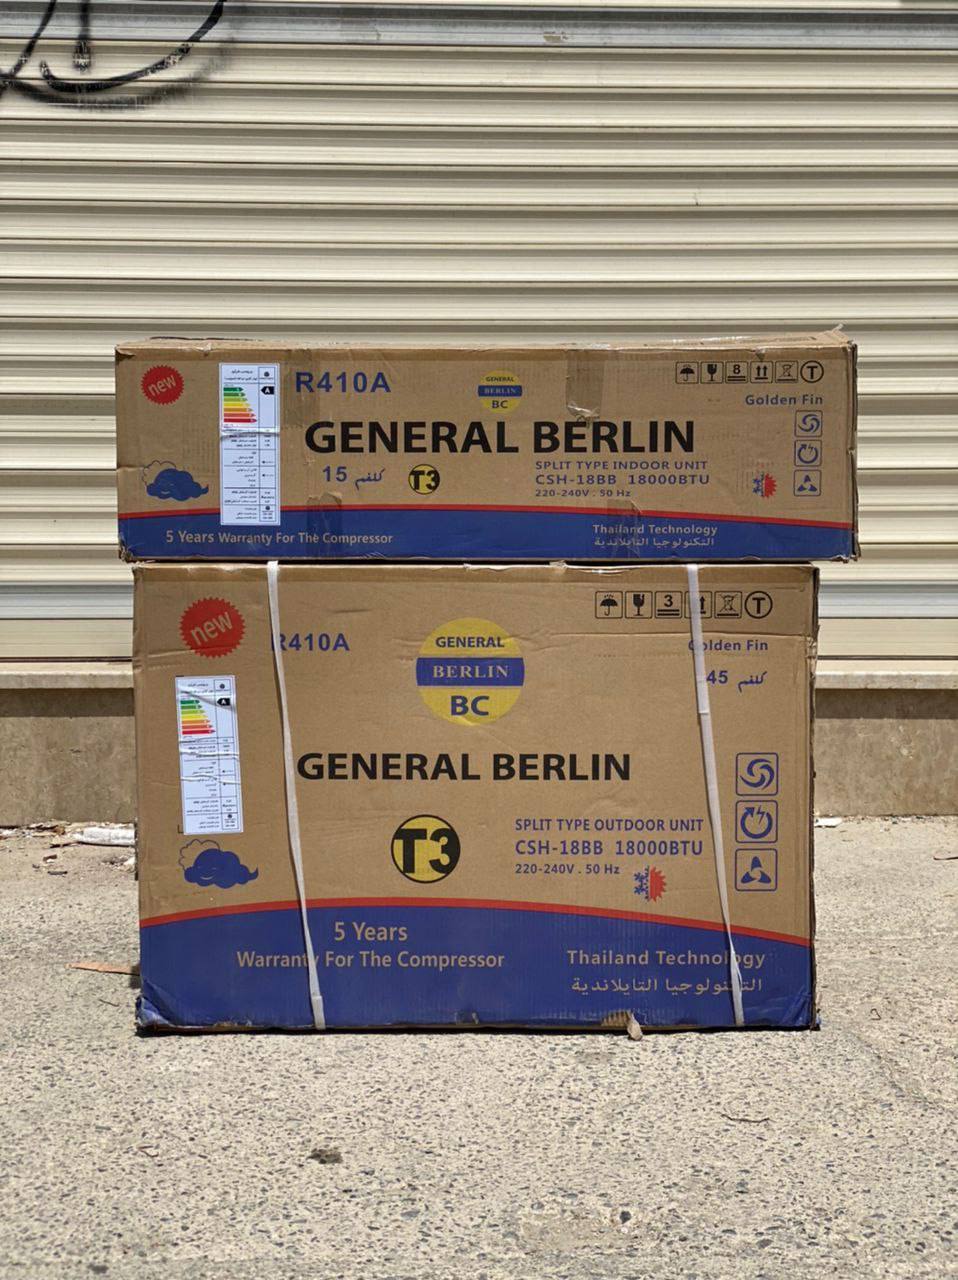 new
R410A
GENERAL
BERLIN
BC
8
T
Golden Fin
A
GENERAL BERLIN
15 كلغم
T3
SPLIT TYPE INDOOR UNIT
CSH-18BB 18000BTU
220-240V . 50 Hz
5 Years Warranty For The Compressor
Thailand Technology
التكنولوجيا التايلاندية
new
R410A
GENERAL
BERLIN
BC
3
T
Golden Fin
45 كلغم
A
GENERAL BERLIN
T3
SPLIT TYPE OUTDOOR UNIT
CSH-18BB 18000BTU
220-240V . 50 Hz
5 Years
Warranty For The Compressor
Thailand Technology
التكنولوجيا التايلاندية